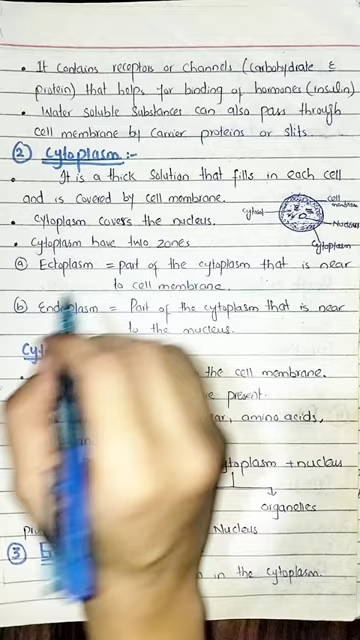 • It contains receptors or channels (carbohydrate &
protein) that helps for binding of hormones (insulin)
• Water soluble substances can also pass through
cell membrane by carrier proteins or slits.
② Cytoplasm :-
• It is a thick solution that fills in each cell
and is covered by cell membrane.
• Cytoplasm covers the nucleus.
• Cytoplasm have two zones
cytosol
cell membrane
Nucleus
Cytoplasm
ⓐ Ectoplasm = part of the cytoplasm that is near
to cell membrane.
ⓑ Endoplasm = Part of the cytoplasm that is near
to the nucleus.
the cell membrane.
present.
amino acids,
cytoplasm + nucleus
organelles
Nucleus
③
in the cytoplasm.